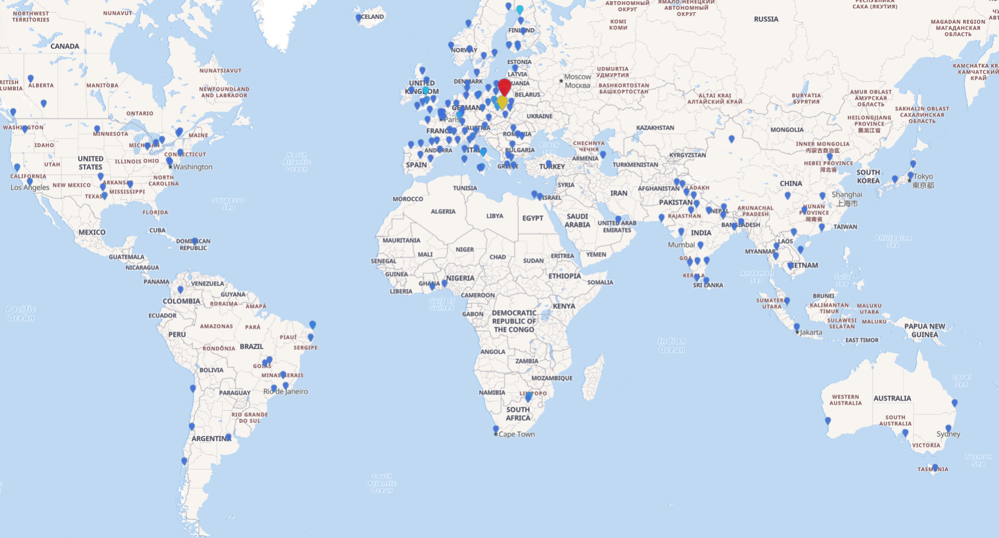 NORTHWEST
TERRITORIES
NUNAVUT
CANADA
RITISH
LUMBIA
ALBERTA
MANITOBA
NUNATSIAVUT
NEWFOUNDLAND
AND LABRADOR
ONTARIO
WASHINGTON
MINNESOTA
MAINE
IDAHO
MICHIGAN
CONNECTICUT
UNITED
STATES
UTAH
ILLINOIS
OHIO
Washington
CALIFORNIA
Los Angeles
NEW MEXICO
ARKANSAS
NORTH
CAROLINA
TEXAS
MISSISSIPPI
FLORIDA
North
Atlantic
Ocean
Sargasso
Sea
MEXICO
CUBA
DOMINICAN
REPUBLIC
GUATEMALA
NICARAGUA
PANAMA
VENEZUELA
GUYANA
COLOMBIA
RORAIMA
AMAPÁ
ECUADOR
Pacific
Ocean
AMAZONAS
PARÁ
PERU
PIAUÍ
RONDÔNIA
BRAZIL
SERGIPE
GOIÁS
BOLIVIA
MINAS GERAIS
PARAGUAY
Rio de Janeiro
RIO GRANDE
DO SUL
ARGENTINA
South
Atlantic
Ocean
ICELAND
NORWAY
FINLAND
ESTONIA
LATVIA
UANIA
DENMARK
UNITED
KINGDOM
BELARUS
GERMAN
Paris
UKRAINE
FRANCE
AUSTRIA
ROMANIA
ANDORRA
ITAL
BULGARIA
Black
Sea
SPAIN
GREECE
TURKEY
CHECHNYA
ЧЕЧНЯ
ARMENIA
Moscow
Москва
АВТОНОМНЫЙ
ОКРУГ
ЯМАЛО-НЕНЕЦКИЙ
АВТОНОМНЫЙ
ОКРУГ
KOMI
КОМИ
UDMURTIA
УДМУРТИЯ
BASHKORTOSTAN
БАШКОРТОСТАН
RUSSIA
РЕСПУБЛИКА
САХА (ЯКУТИЯ)
MAGADAN REGION
МАГАДАНСКАЯ
ОБЛАСТЬ
KAMCHATKA KRA
КАМЧАТСКИЙ
КРАЙ
ALTAI KRAI
АЛТАЙСКИЙ КРАЙ
BURYATIA
БУРЯТИЯ
AMUR OBLAST
АМУРСКАЯ
ОБЛАСТЬ
SAKHALIN OBLAST
САХАЛИНСКАЯ
ОБЛАСТЬ
HEILONGJIANG
PROVINCE
黑龙江省
KAZAKHSTAN
MONGOLIA
INNER MONGOLIA
内蒙古自治区
HEBEI PROVINCE
河北省
KYRGYZSTAN
TURKMENISTAN
SOUTH
KOREA
Tokyo
東京都
CHINA
Shanghai
上海市
HUNAN
PROVINCE
湖南省
TAIWAN
AFGHANISTAN
LADAKH
PAKISTAN
RAJASTHAN
NEPAL
ARUNACHAL
PRADESH
BANGLADESH
INDIA
Mumbai
GOA
KERALA
SRI LANKA
MYANMAR
LAOS
VIETNAM
Andaman
Sea
Philippine
Sea
Sulu
Sea
SYRIA
ISRAEL
IRAN
TUNISIA
MOROCCO
ALGERIA
LIBYA
EGYPT
SAUDI
ARABIA
UNITED ARAB
EMIRATES
MAURITANIA
MALI
NIGER
CHAD
SUDAN
ERITREA
YEMEN
SENEGAL
GUINEA
LIBERIA
GHANA
NIGERIA
ETHIOPIA
SOMALIA
CAMEROON
Gulf of
Guinea
GABON
DEMOCRATIC
REPUBLIC OF
THE CONGO
KENYA
ANGOLA
ZAMBIA
MOZAMBIQUE
NAMIBIA
LIMPOPO
SOUTH
AFRICA
Cape Town
Indian
Ocean
SUMATERA
UTARA
BRUNEI
KALIMANTAN
TIMUR
MALUKU
UTARA
SULAWESI
SELATAN
MALUKU
Jakarta
EAST TIMOR
PAPUA NEW
GUINEA
Coral
Sea
WESTERN
AUSTRALIA
AUSTRALIA
SOUTH
AUSTRALIA
Sydney
VICTORIA
TASMANIA
Tasman
Sea